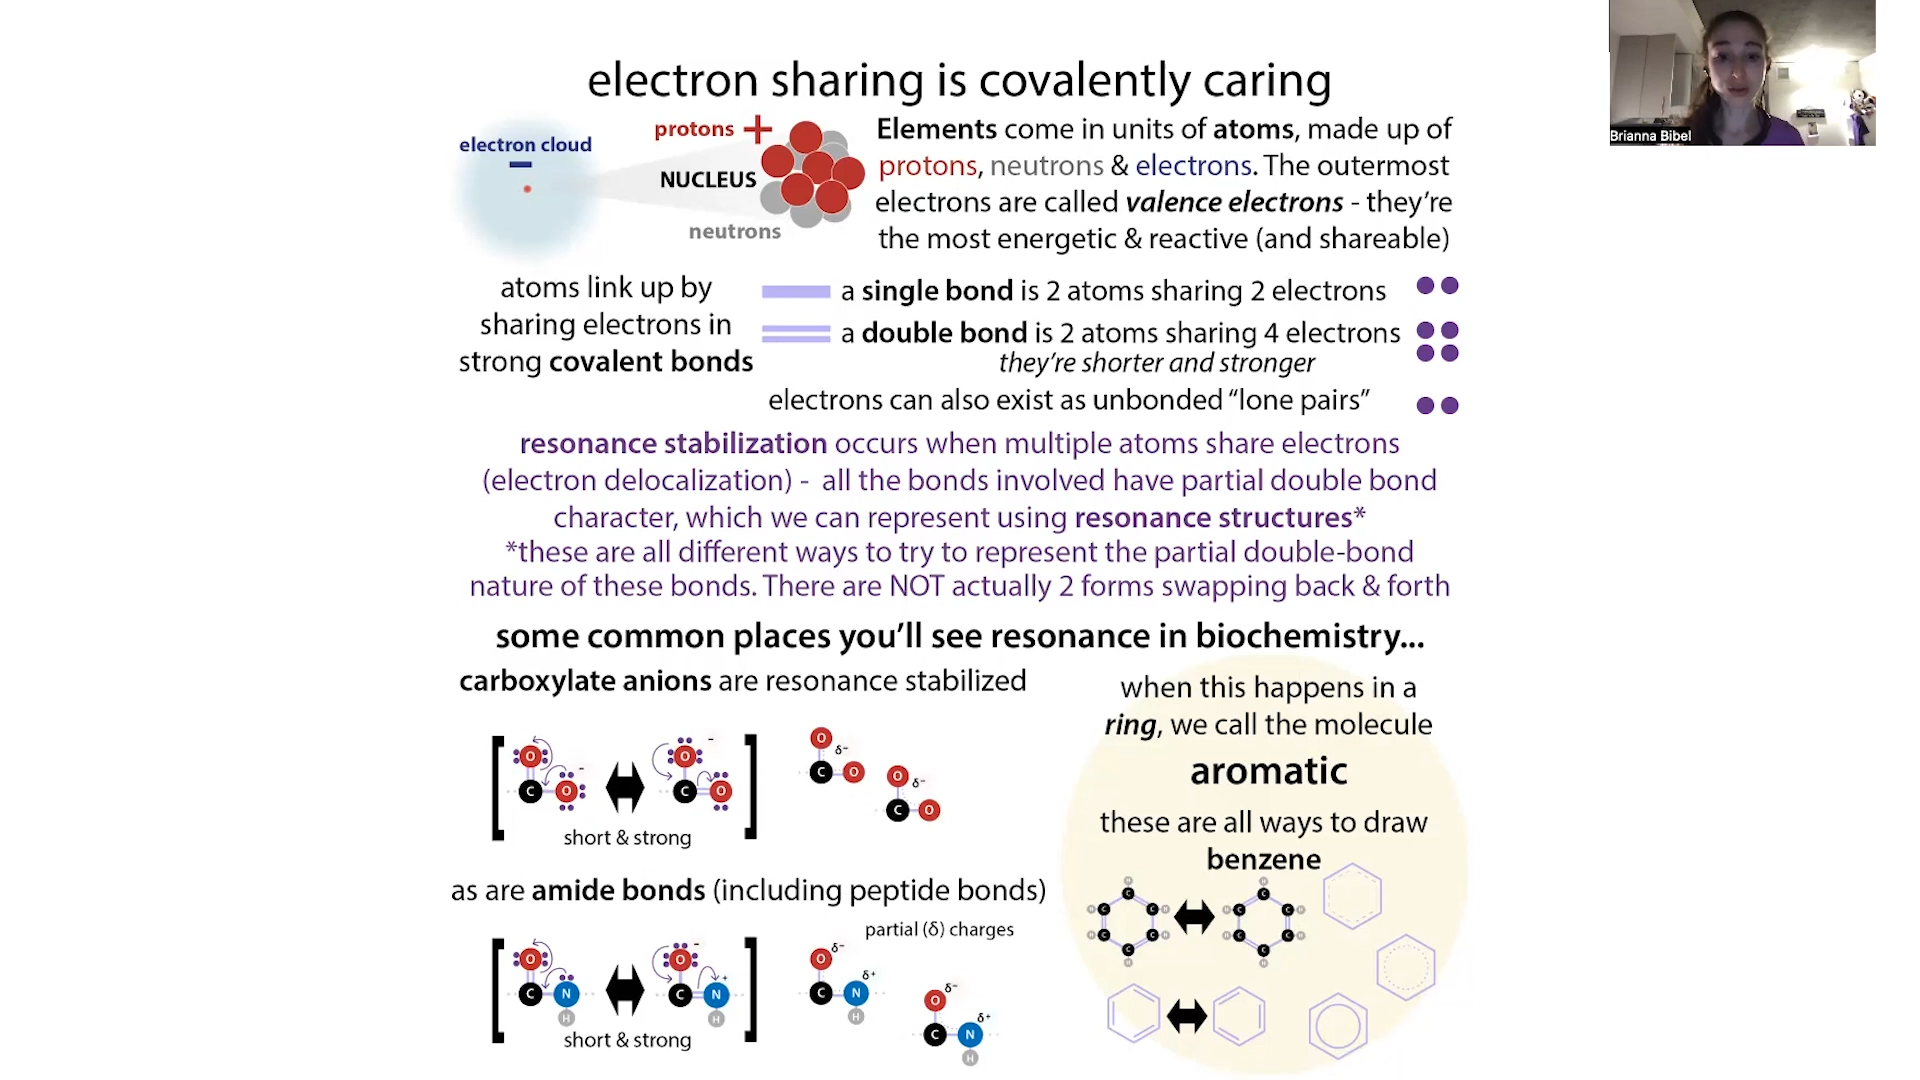 electron sharing is covalently caring
electron cloud
protons
NUCLEUS
neutrons
Elements come in units of atoms, made up of
protons, neutrons & electrons. The outermost
electrons are called valence electrons - they're
the most energetic & reactive (and shareable)
Brianna Bibel
atoms link up by
sharing electrons in
strong covalent bonds
a single bond is 2 atoms sharing 2 electrons
a double bond is 2 atoms sharing 4 electrons
they're shorter and stronger
electrons can also exist as unbonded “lone pairs”
resonance stabilization occurs when multiple atoms share electrons
(electron delocalization) - all the bonds involved have partial double bond
character, which we can represent using resonance structures*
*these are all different ways to try to represent the partial double-bond
nature of these bonds. There are NOT actually 2 forms swapping back & forth
some common places you'll see resonance in biochemistry...
carboxylate anions are resonance stabilized
O - O -
C O C O
short & strong
O δ-
C O
O δ-
C O
as are amide bonds (including peptide bonds)
partial (δ) charges
O O -
C N C N +
H H
short & strong
O δ-
C N δ+
H
O δ-
C N δ+
H
when this happens in a
ring, we call the molecule
aromatic
these are all ways to draw
benzene
H H
C C
H C C H H C C H
H C C H H C C H
C C
H H